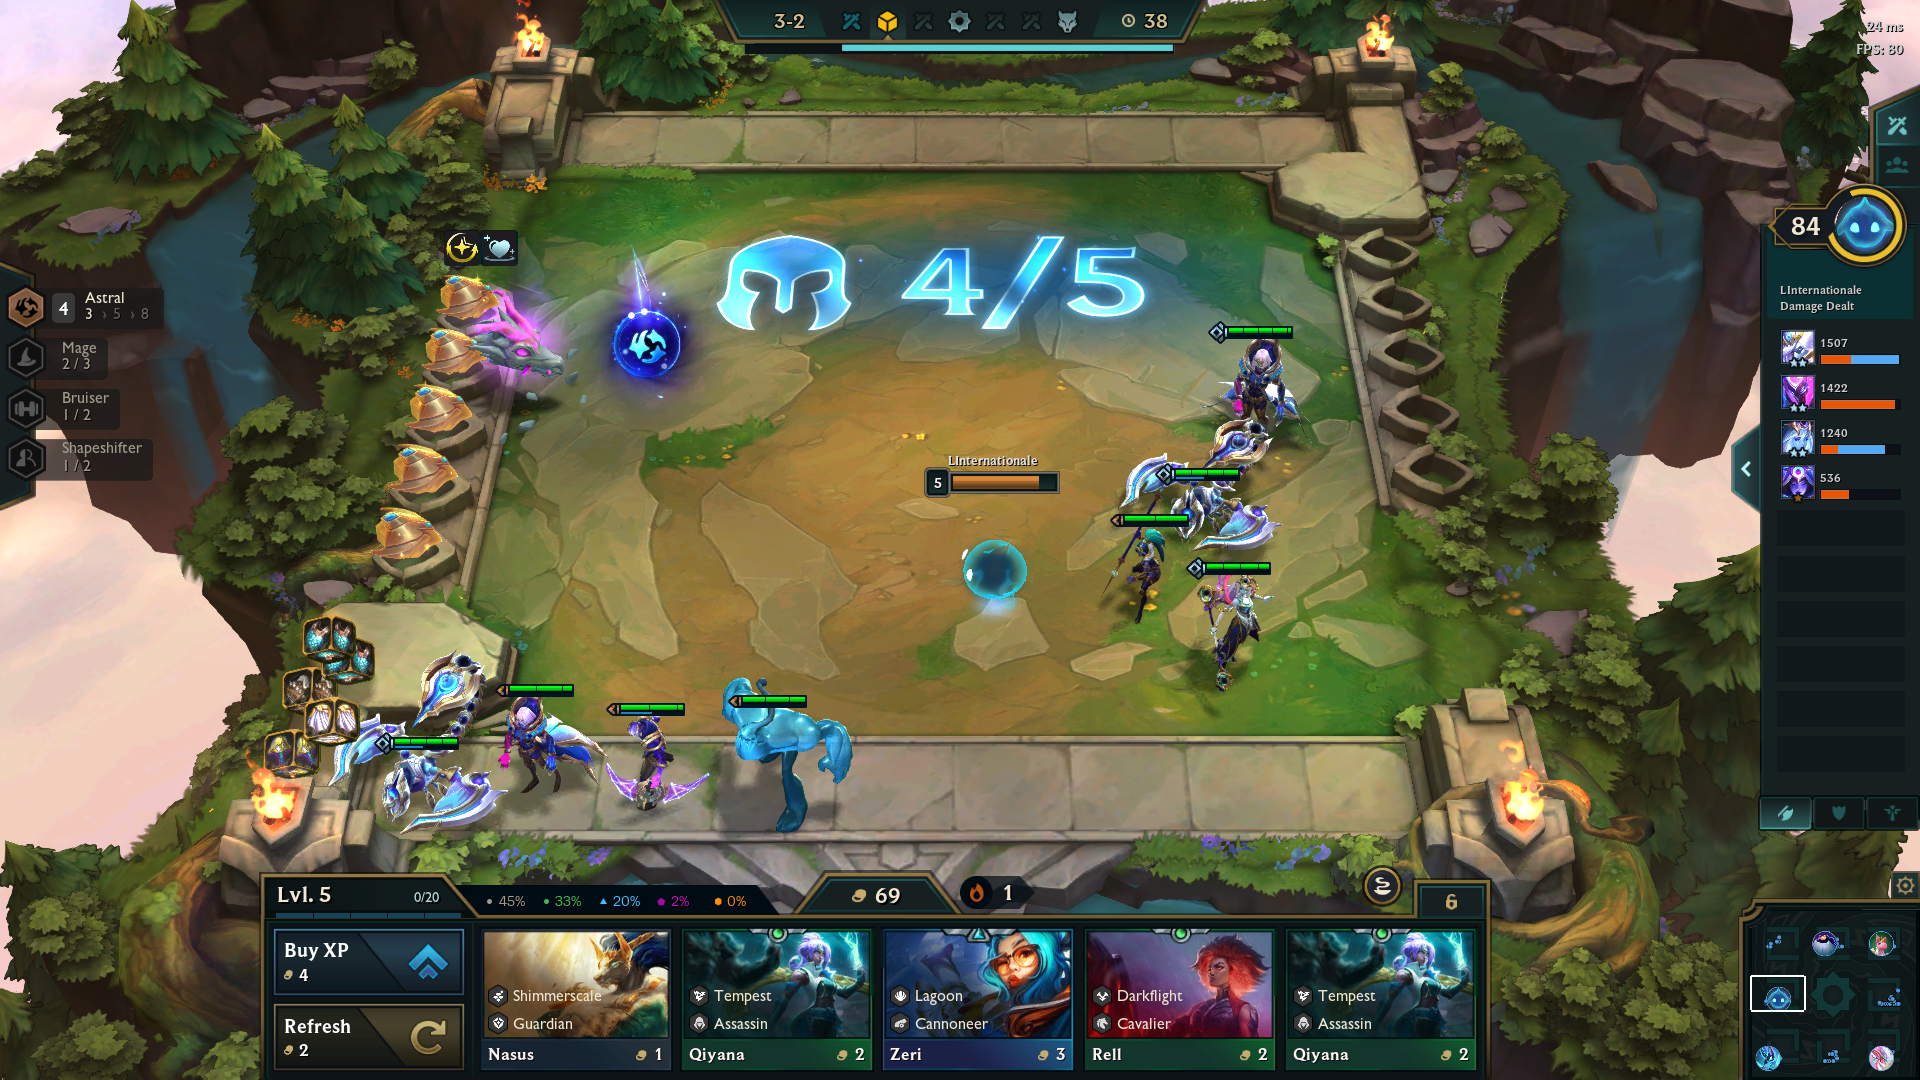 3-2
38
24 ms
FPS: 80
4/5
84
LInternationale
Damage Dealt
1507
1422
1240
536
4
Astral
3 › 5 › 8
Mage
2 / 3
Bruiser
1 / 2
Shapeshifter
1 / 2
LInternationale
5
Lvl. 5
0/20
45%
33%
20%
2%
0%
69
1
6
Buy XP
4
Refresh
2
Shimmerscale
Guardian
Nasus
1
Tempest
Assassin
Qiyana
2
Lagoon
Cannoneer
Zeri
3
Darkflight
Cavalier
Rell
2
Tempest
Assassin
Qiyana
2